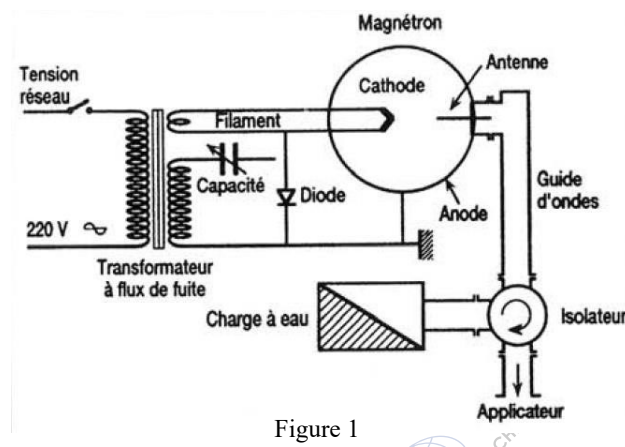 Magnétron
Tension
réseau
Cathode
Antenne
Filament
Capacité
Diode
Anode
Guide
d'ondes
220 V
Transformateur
à flux de fuite
Charge à eau
Isolateur
Applicateur
Figure 1